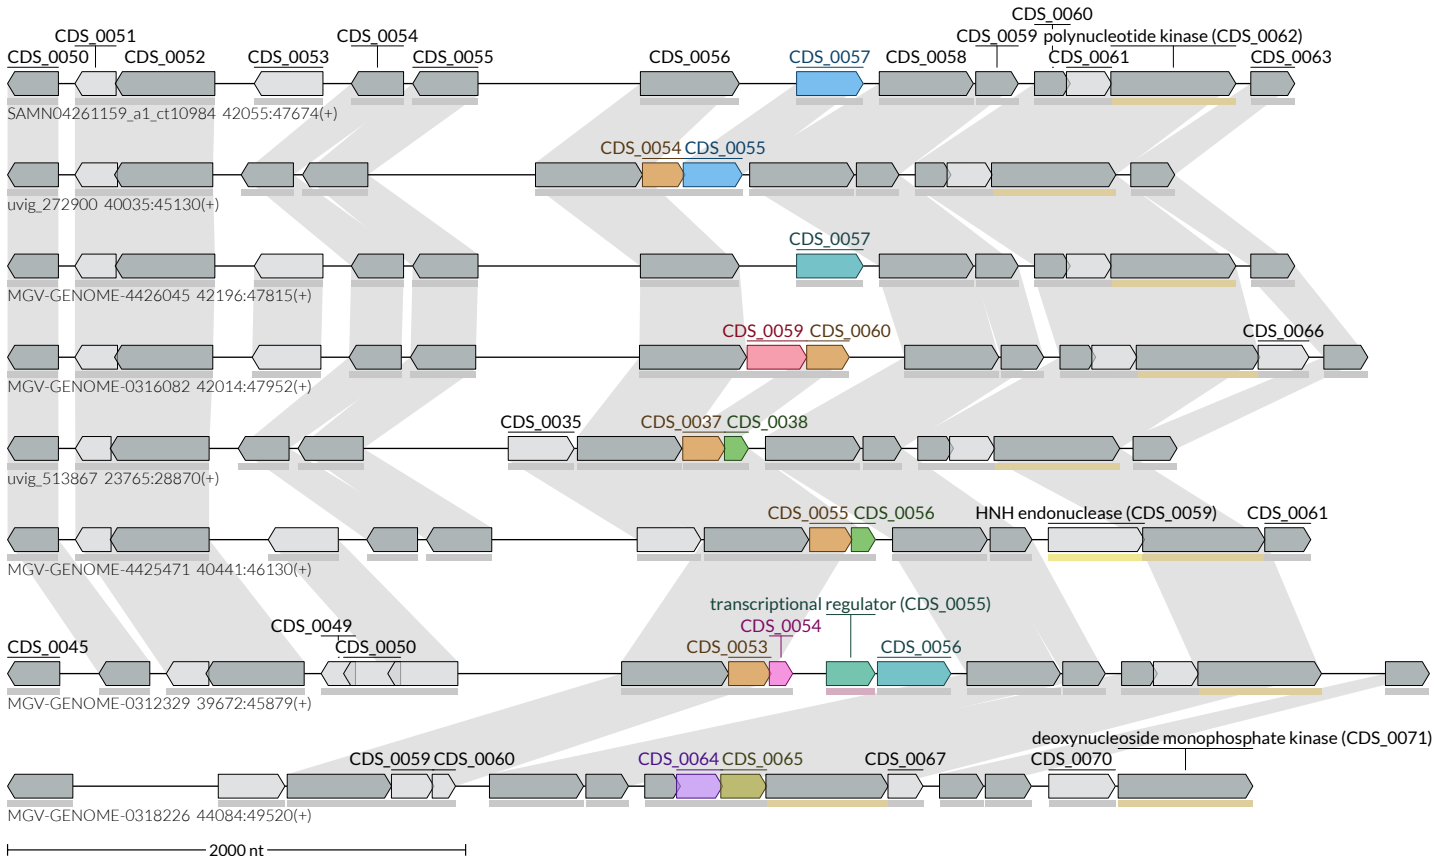 CDS_0060
CDS_0051 CDS_0054 CDS_0059 polynucleotide kinase (CDS_0062)
CDS_0050 CDS_0052 CDS_0053 CDS_0055 CDS_0056 CDS_0057 CDS_0058 CDS_0061 CDS_0063
SAMN04261159_a1_ct10984 42055:47674(+)
CDS_0054 CDS_0055
uvig_272900 40035:45130(+)
CDS_0057
MGV-GENOME-4426045 42196:47815(+)
CDS_0059 CDS_0060 CDS_0066
MGV-GENOME-0316082 42014:47952(+)
CDS_0035 CDS_0037 CDS_0038
uvig_513867 23765:28870(+)
CDS_0055 CDS_0056 HNH endonuclease (CDS_0059) CDS_0061
MGV-GENOME-4425471 40441:46130(+)
transcriptional regulator (CDS_0055)
CDS_0049 CDS_0054
CDS_0045 CDS_0050 CDS_0053 CDS_0056
MGV-GENOME-0312329 39672:45879(+)
deoxynucleoside monophosphate kinase (CDS_0071)
CDS_0059 CDS_0060 CDS_0064 CDS_0065 CDS_0067 CDS_0070
MGV-GENOME-0318226 44084:49520(+)
2000 nt